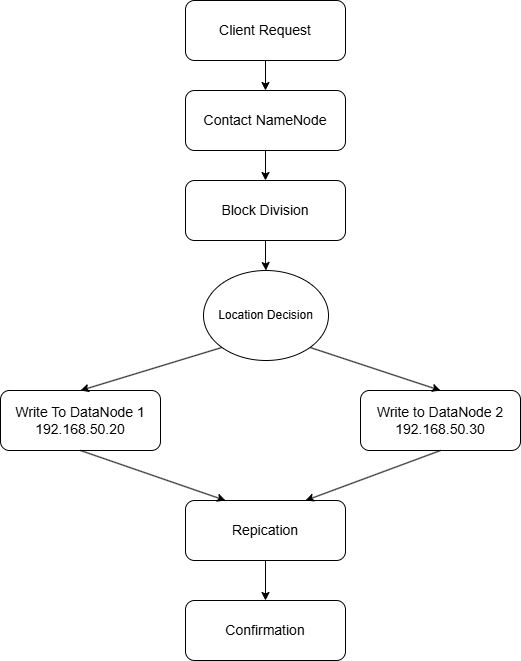 Client Request
Contact NameNode
Block Division
Location Decision
Write To DataNode 1
192.168.50.20
Write to DataNode 2
192.168.50.30
Repication
Confirmation